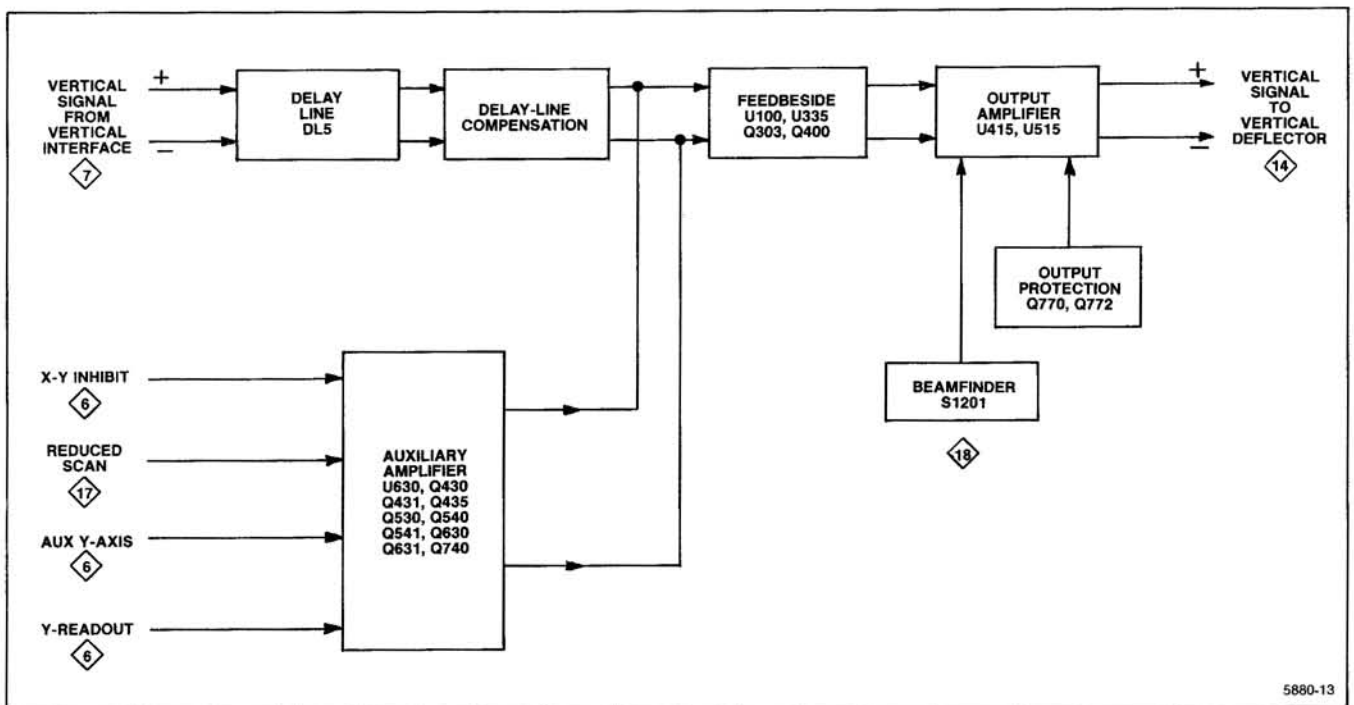 VERTICAL
SIGNAL
FROM
VERTICAL
INTERFACE
7
+
−
DELAY
LINE
DL5
DELAY-LINE
COMPENSATION
FEEDBESIDE
U100, U335
Q303, Q400
OUTPUT
AMPLIFIER
U415, U515
+
−
VERTICAL
SIGNAL
TO
VERTICAL
DEFLECTOR
14
OUTPUT
PROTECTION
Q770, Q772
BEAMFINDER
S1201
18
X-Y INHIBIT
6
REDUCED
SCAN
17
AUX Y-AXIS
6
Y-READOUT
6
AUXILIARY
AMPLIFIER
U630, Q430
Q431, Q435
Q530, Q540
Q541, Q630
Q631, Q740
5880-13